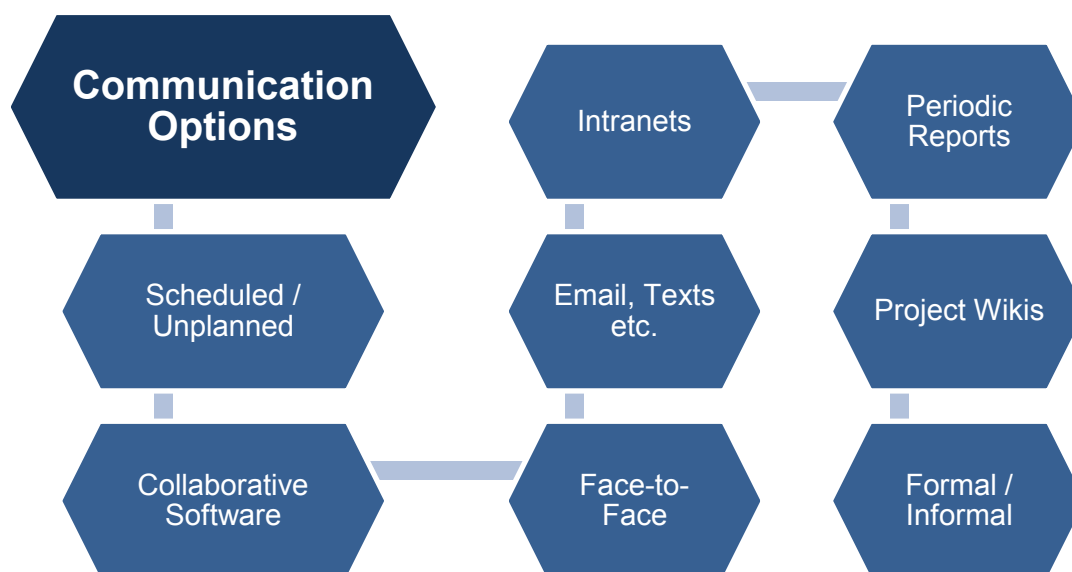 Communication
Options
Scheduled /
Unplanned
Collaborative
Software
Face-to-
Face
Email, Texts
etc.
Intranets
Periodic
Reports
Project Wikis
Formal /
Informal